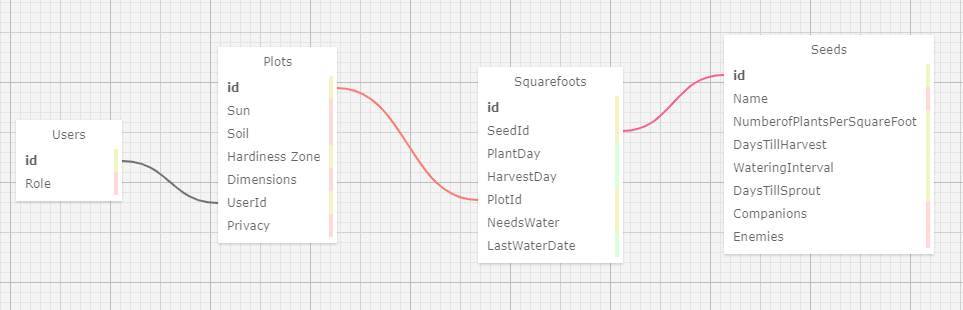 Users
id
Role
Plots
id
Sun
Soil
Hardiness Zone
Dimensions
UserId
Privacy
Squarefoots
id
SeedId
PlantDay
HarvestDay
PlotId
NeedsWater
LastWaterDate
Seeds
id
Name
NumberofPlantsPerSquareFoot
DaysTillHarvest
WateringInterval
DaysTillSprout
Companions
Enemies